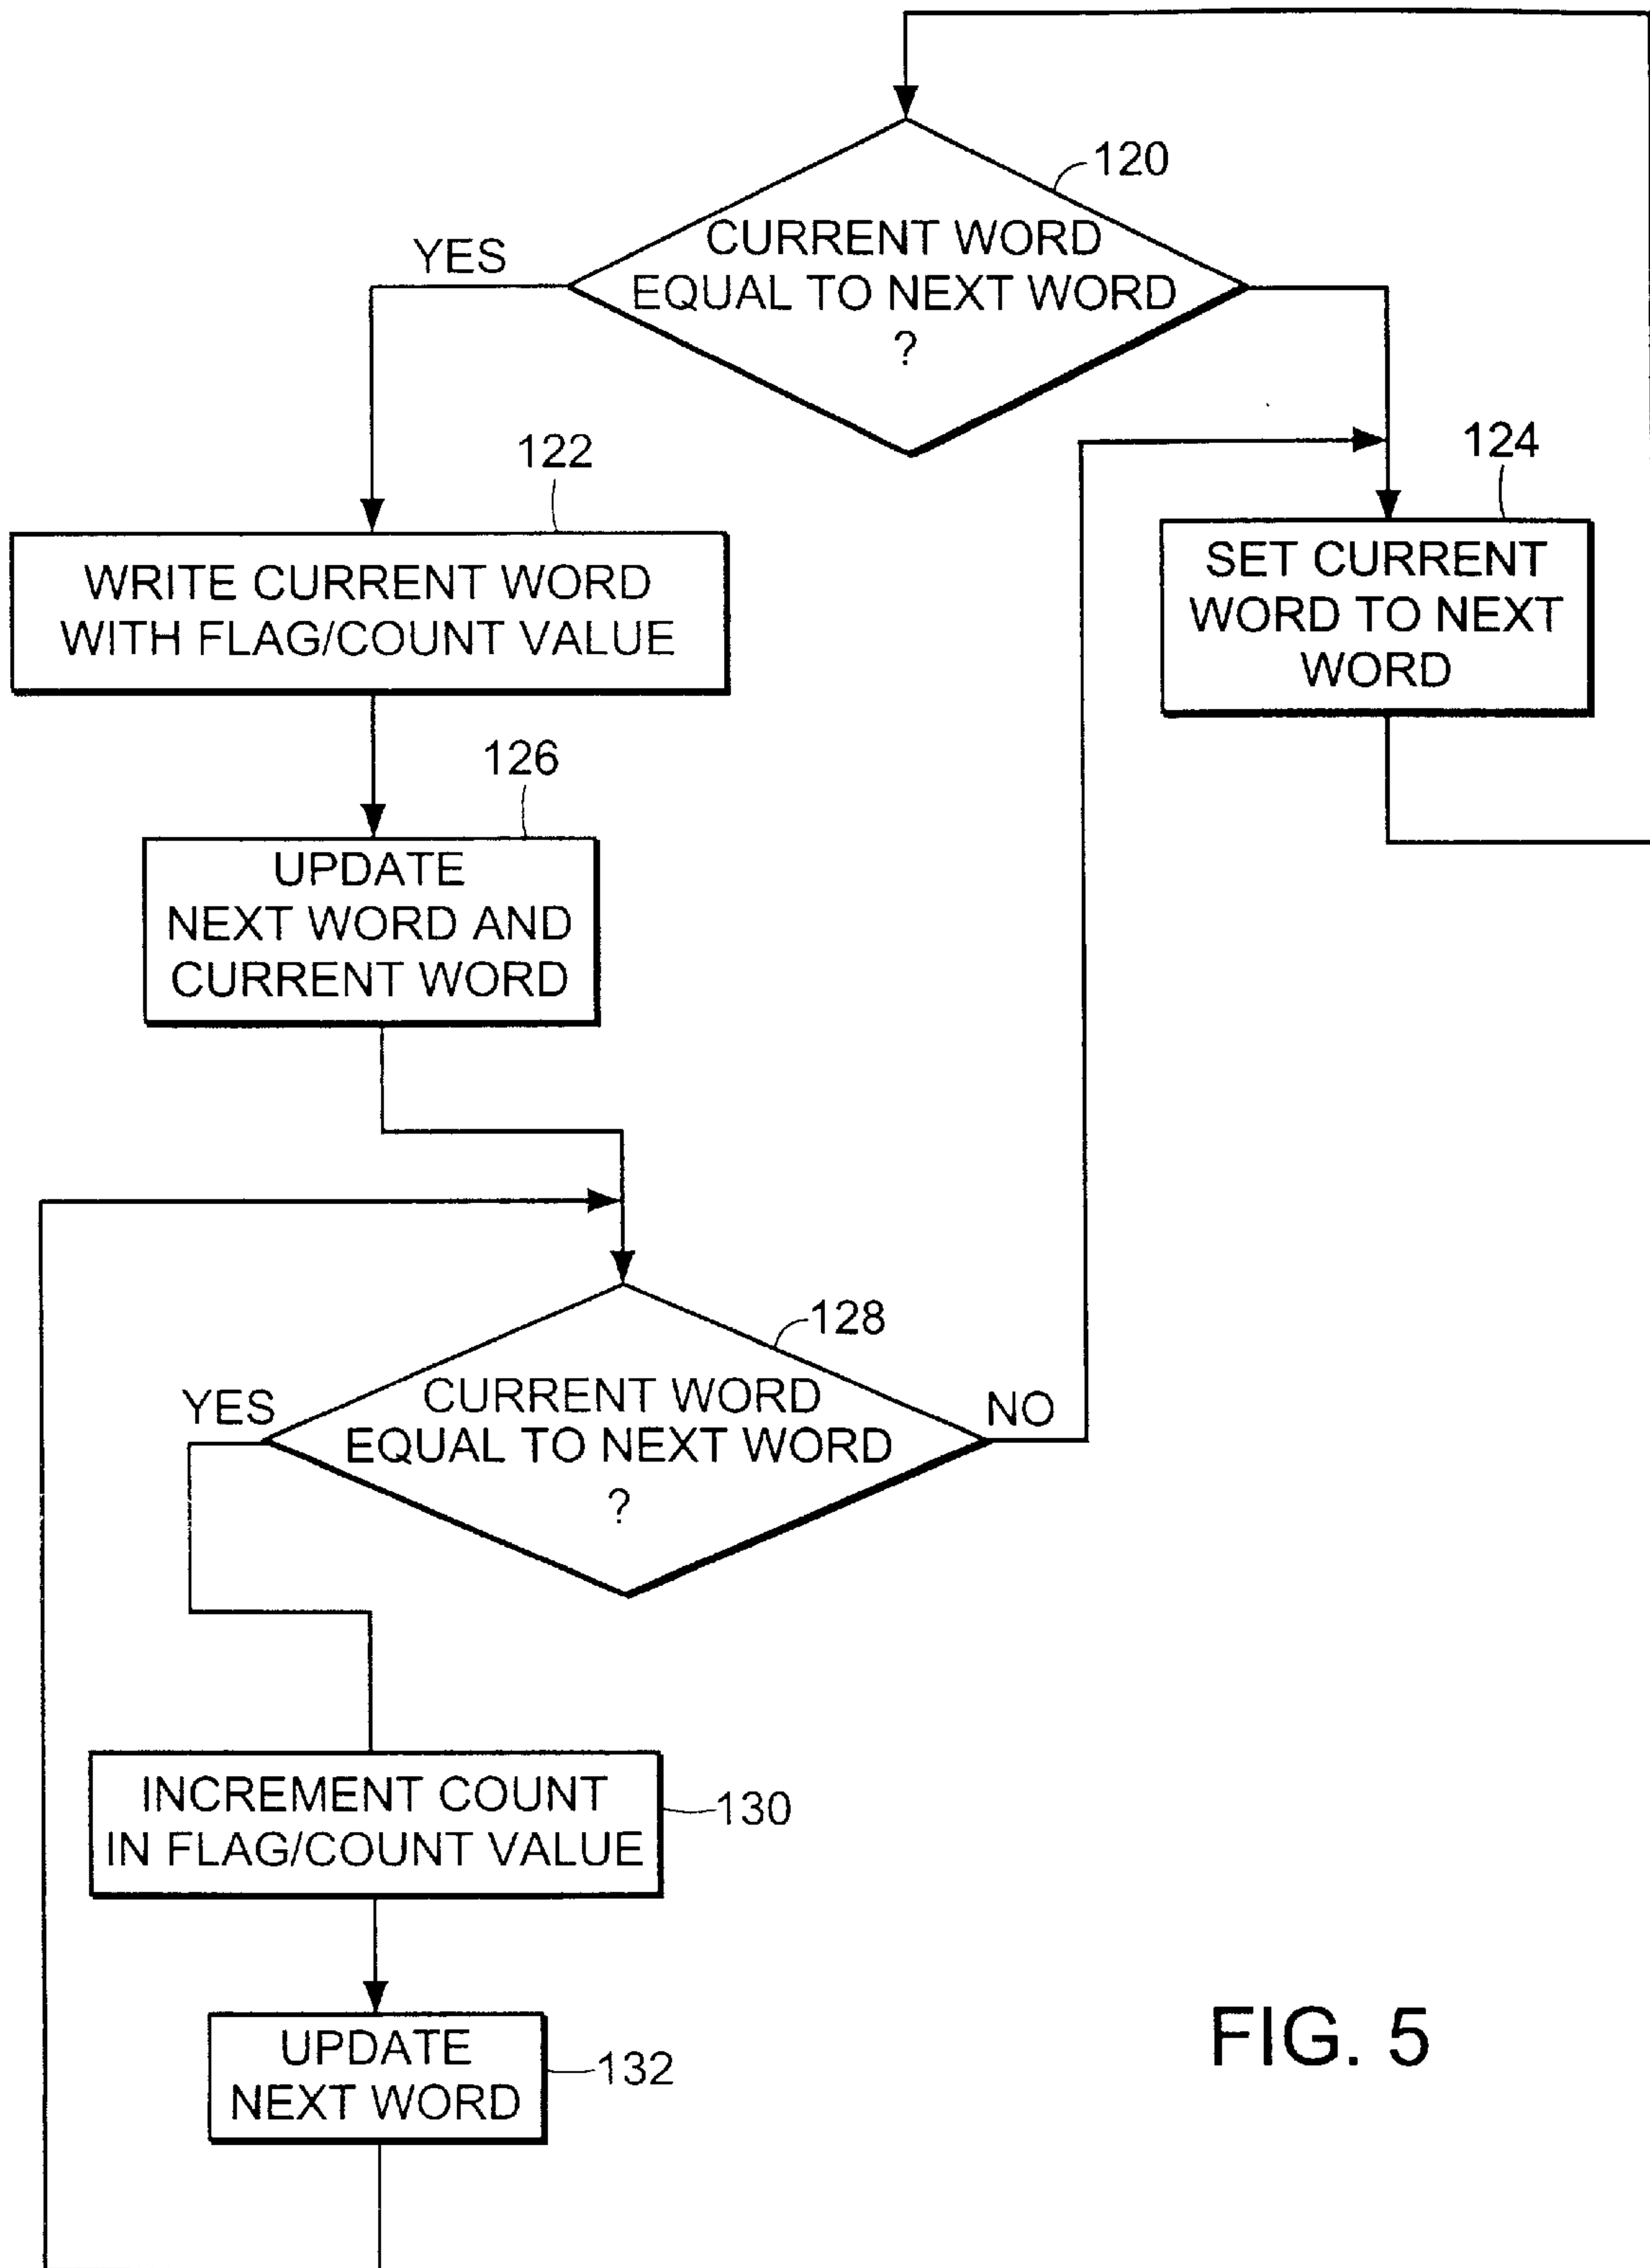 120
CURRENT WORD
EQUAL TO NEXT WORD
?
YES
122
WRITE CURRENT WORD
WITH FLAG/COUNT VALUE
124
SET CURRENT
WORD TO NEXT
WORD
126
UPDATE
NEXT WORD AND
CURRENT WORD
128
CURRENT WORD
EQUAL TO NEXT WORD
?
YES
NO
INCREMENT COUNT
IN FLAG/COUNT VALUE
130
UPDATE
NEXT WORD
132
FIG. 5